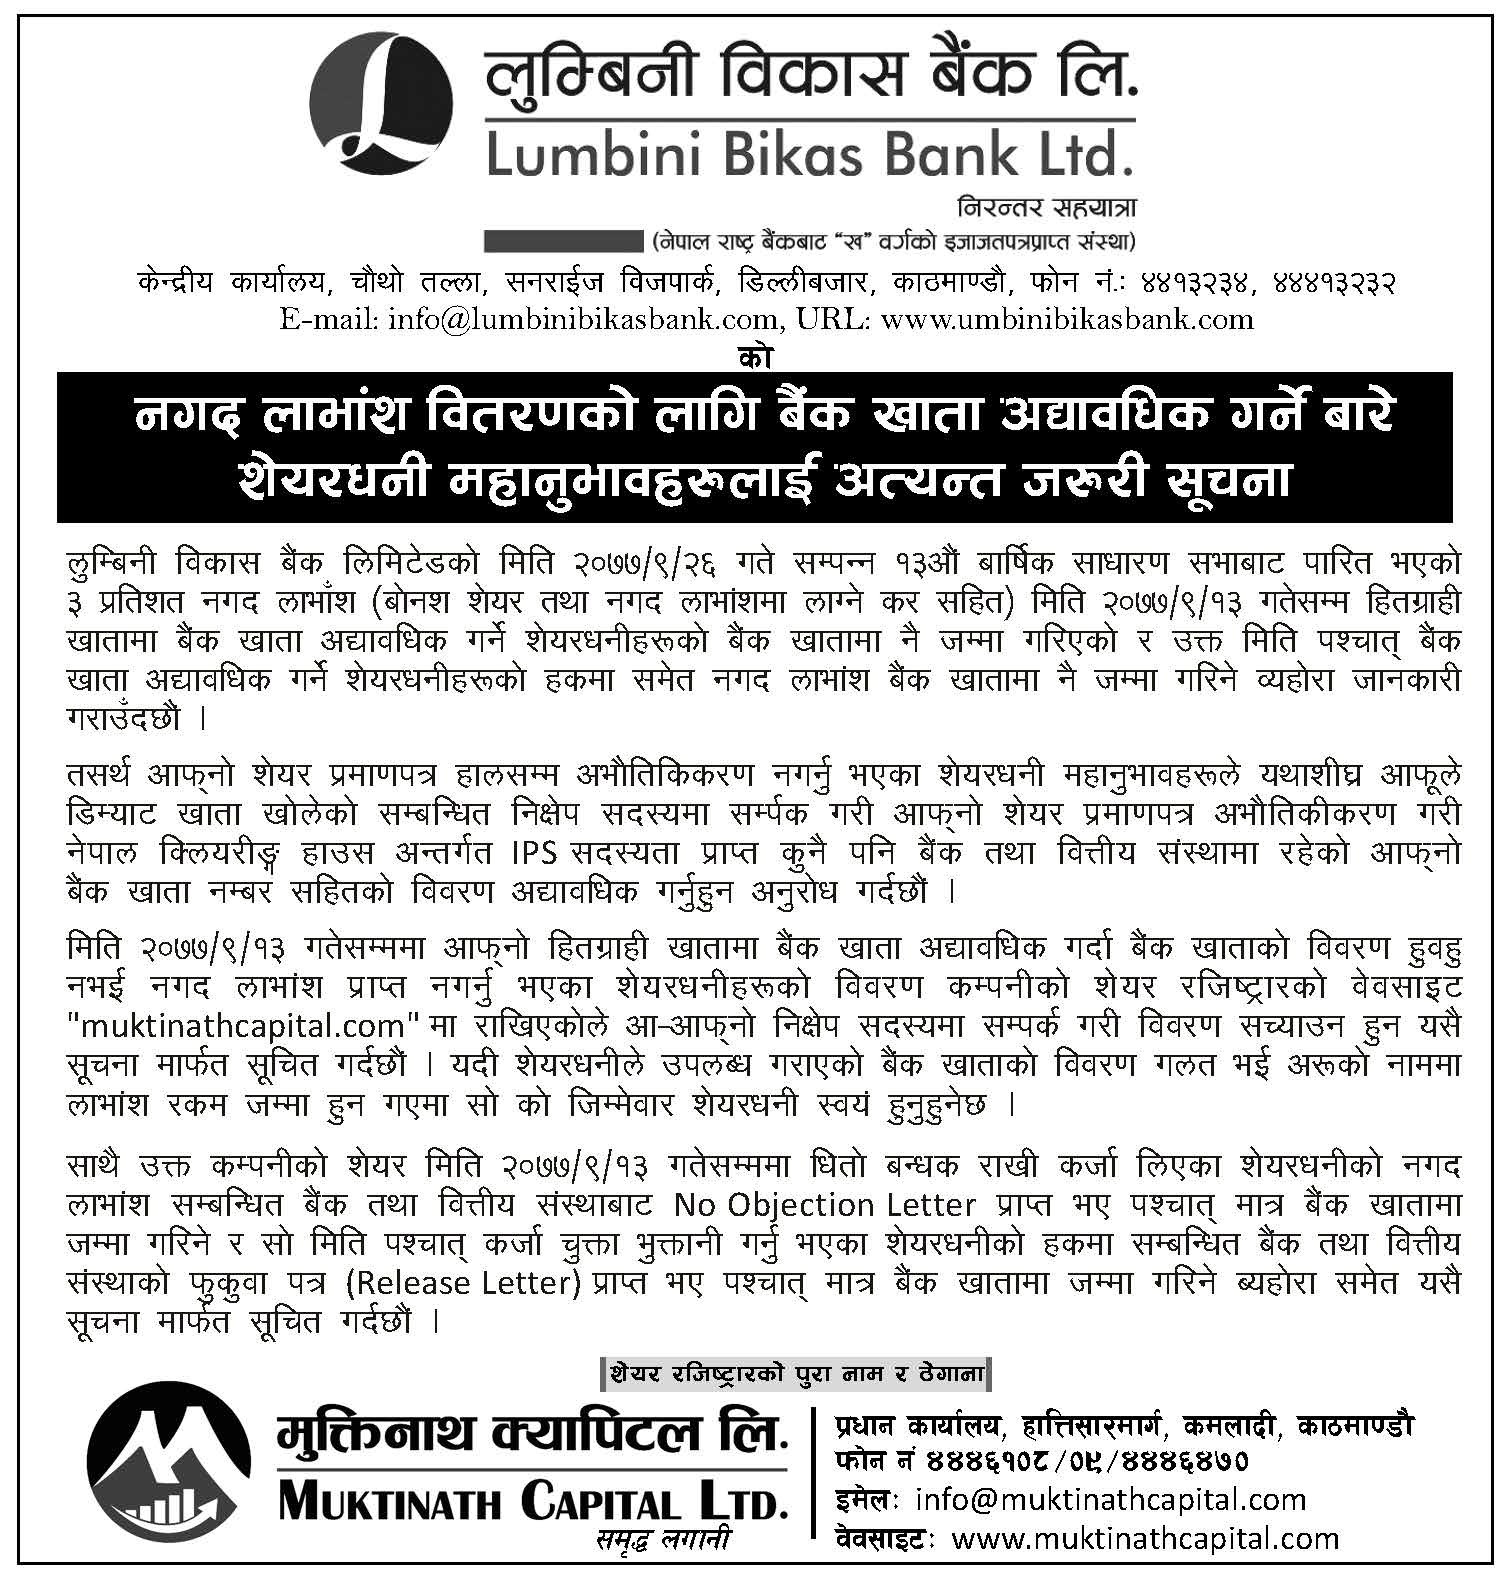 लुम्बिनी विकास बैंक लि.
Lumbini Bikas Bank Ltd.
निरन्तर सहयात्रा
(नेपाल राष्ट्र बैंकबाट “ख” वर्गको इजाजतपत्रप्राप्त संस्था)
केन्द्रीय कार्यालय, चौथो तल्ला, सनराईज विजपार्क, डिल्लीबजार, काठमाण्डौ, फोन नं.: ४४१३२३४, ४४४१३२३२
E-mail: info@lumbinibikasbank.com, URL: www.umbinibikasbank.com
को
नगद लाभांश वितरणको लागि बैंक खाता अद्यावधिक गर्ने बारे
शेयरधनी महानुभावहरुलाई अत्यन्त जरुरी सूचना
लुम्बिनी विकास बैंक लिमिटेडको मिति २०७७/९/२६ गते सम्पन्न १३औं बार्षिक साधारण सभाबाट पारित भएको
३ प्रतिशत नगद लाभाँश (बोनश शेयर तथा नगद लाभांशमा लाग्ने कर सहित) मिति २०७७/९/१३ गतेसम्म हितग्राही
खातामा बैंक खाता अद्यावधिक गर्ने शेयरधनीहरूको बैंक खातामा नै जम्मा गरिएको र उक्त मिति पश्चात् बैंक
खाता अद्यावधिक गर्ने शेयरधनीहरूको हकमा समेत नगद लाभांश बैंक खातामा नै जम्मा गरिने व्यहोरा जानकारी
गराउँदछौं ।
तसर्थ आफ्नो शेयर प्रमाणपत्र हालसम्म अभौतिकिकरण नगर्नु भएका शेयरधनी महानुभावहरूले यथाशीघ्र आफूले
डिम्याट खाता खोलेको सम्बन्धित निक्षेप सदस्यमा सर्म्पक गरी आफ्नो शेयर प्रमाणपत्र अभौतिकीकरण गरी
नेपाल क्लियरीङ्ग हाउस अन्तर्गत IPS सदस्यता प्राप्त कुनै पनि बैंक तथा वित्तीय संस्थामा रहेको आफ्नो
बैंक खाता नम्बर सहितको विवरण अद्यावधिक गर्नुहुन अनुरोध गर्दछौं ।
मिति २०७७/९/१३ गतेसम्ममा आफ्नो हितग्राही खातामा बैंक खाता अद्यावधिक गर्दा बैंक खाताको विवरण हुवहु
नभई नगद लाभांश प्राप्त नगर्नु भएका शेयरधनीहरूको विवरण कम्पनीको शेयर रजिष्ट्रारको वेवसाइट
"muktinathcapital.com" मा राखिएकोले आ-आफ्नो निक्षेप सदस्यमा सम्पर्क गरी विवरण सच्याउन हुन यसै
सूचना मार्फत सूचित गर्दछौं । यदी शेयरधनीले उपलब्ध गराएको बैंक खाताको विवरण गलत भई अरूको नाममा
लाभांश रकम जम्मा हुन गएमा सो को जिम्मेवार शेयरधनी स्वयं हुनुहुनेछ ।
साथै उक्त कम्पनीको शेयर मिति २०७७/९/१३ गतेसम्ममा धितो बन्धक राखी कर्जा लिएका शेयरधनीको नगद
लाभांश सम्बन्धित बैंक तथा वित्तीय संस्थाबाट No Objection Letter प्राप्त भए पश्चात् मात्र बैंक खातामा
जम्मा गरिने र सो मिति पश्चात् कर्जा चुक्ता भुक्तानी गर्नु भएका शेयरधनीको हकमा सम्बन्धित बैंक तथा वित्तीय
संस्थाको फुकुवा पत्र (Release Letter) प्राप्त भए पश्चात् मात्र बैंक खातामा जम्मा गरिने ब्यहोरा समेत यसै
सूचना मार्फत सूचित गर्दछौं ।
शेयर रजिष्ट्रारको पुरा नाम र ठेगाना
मुक्तिनाथ क्यापिटल लि.
MUKTINATH CAPITAL LTD.
समृद्ध लगानी
प्रधान कार्यालय, हात्तिसारमार्ग, कमलादी, काठमाण्डौ
फोन नं ४४४६१०८/०९/४४४६४७०
इमेलः info@muktinathcapital.com
वेवसाइटः www.muktinathcapital.com